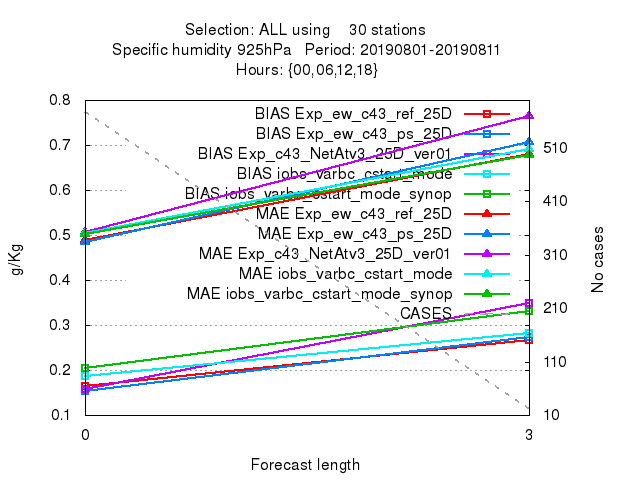 Selection: ALL using 30 stations
Specific humidity 925hPa Period: 20190801-20190811
Hours: {00,06,12,18}
0.8
0.7
0.6
0.5
0.4
0.3
0.2
0.1
g/Kg
BIAS Exp_ew_c43_ref_25D
BIAS Exp_ew_c43_ps_25D
BIAS Exp_c43_NetAtv3_25D_ver01
BIAS iobs_varbc_cstart_mode
BIAS iobs_varbc_cstart_mode_synop
MAE Exp_ew_c43_ref_25D
MAE Exp_ew_c43_ps_25D
MAE Exp_c43_NetAtv3_25D_ver01
MAE iobs_varbc_cstart_mode
MAE iobs_varbc_cstart_mode_synop
CASES
510
410
310
210
110
10
No cases
0
3
Forecast length